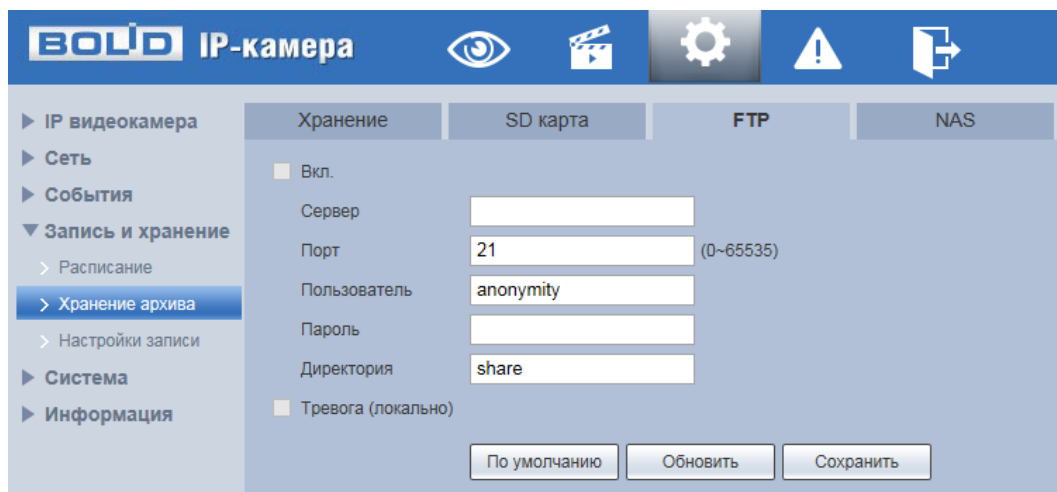 BOLID IP-камера
IP видеокамера
Сеть
События
Запись и хранение
Расписание
Хранение архива
Настройки записи
Система
Информация
Хранение SD карта FTP NAS
Вкл.
Сервер
Порт 21 (0~65535)
Пользователь anonymity
Пароль
Директория share
Тревога (локально)
По умолчанию Обновить Сохранить